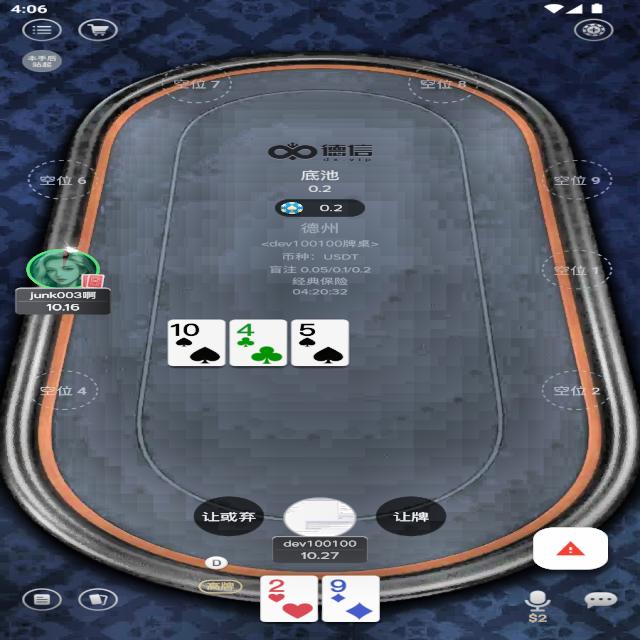 4:06
本手后
站起
空位 7
空位 8
德信
dx.vip
底池
0.2
0.2
德州
<dev100100牌桌>
币种：USDT
盲注 0.05/0.1/0.2
经典保险
04:20:32
空位 6
空位 9
空位 1
junk003啊
10.16
10
4
5
空位 4
空位 2
让或弃
让牌
dev100100
10.27
D
高牌
2
9
$2